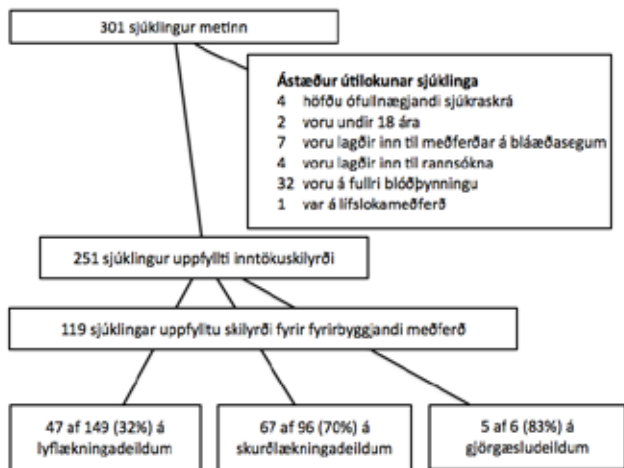 301 sjúklingur metinn
Ástæður útilokunar sjúklinga
4 höfðu ófullnægjandi sjúkraskrá
2 voru undir 18 ára
7 voru lagðir inn til meðferðar á bláæðasegum
4 voru lagðir inn til rannsókna
32 voru á fullri blóðþynningu
1 var á lífslokameðferð
251 sjúklingur uppfyllti inntökuskilyrði
119 sjúklingar uppfylltu skilyrði fyrir fyrirbyggjandi meðferð
47 af 149 (32%) á
lyflækningadeildum
67 af 96 (70%) á
skurðlækningadeildum
5 af 6 (83%) á
gjörgæsludeildum